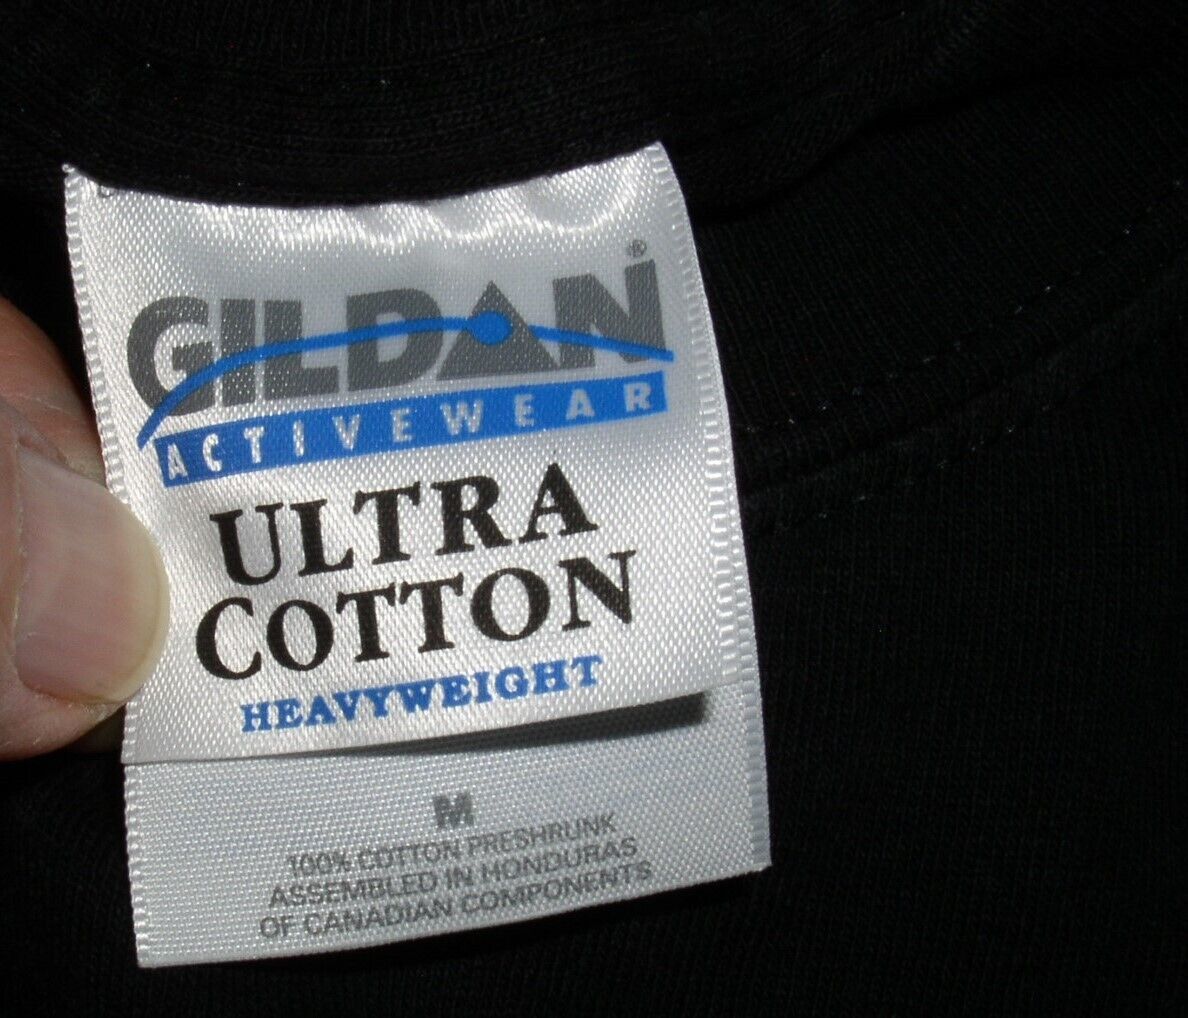 GILDAN®
ACTIVEWEAR
ULTRA
COTTON
HEAVYWEIGHT
M
100% COTTON PRESHRUNK
ASSEMBLED IN HONDURAS
OF CANADIAN COMPONENTS